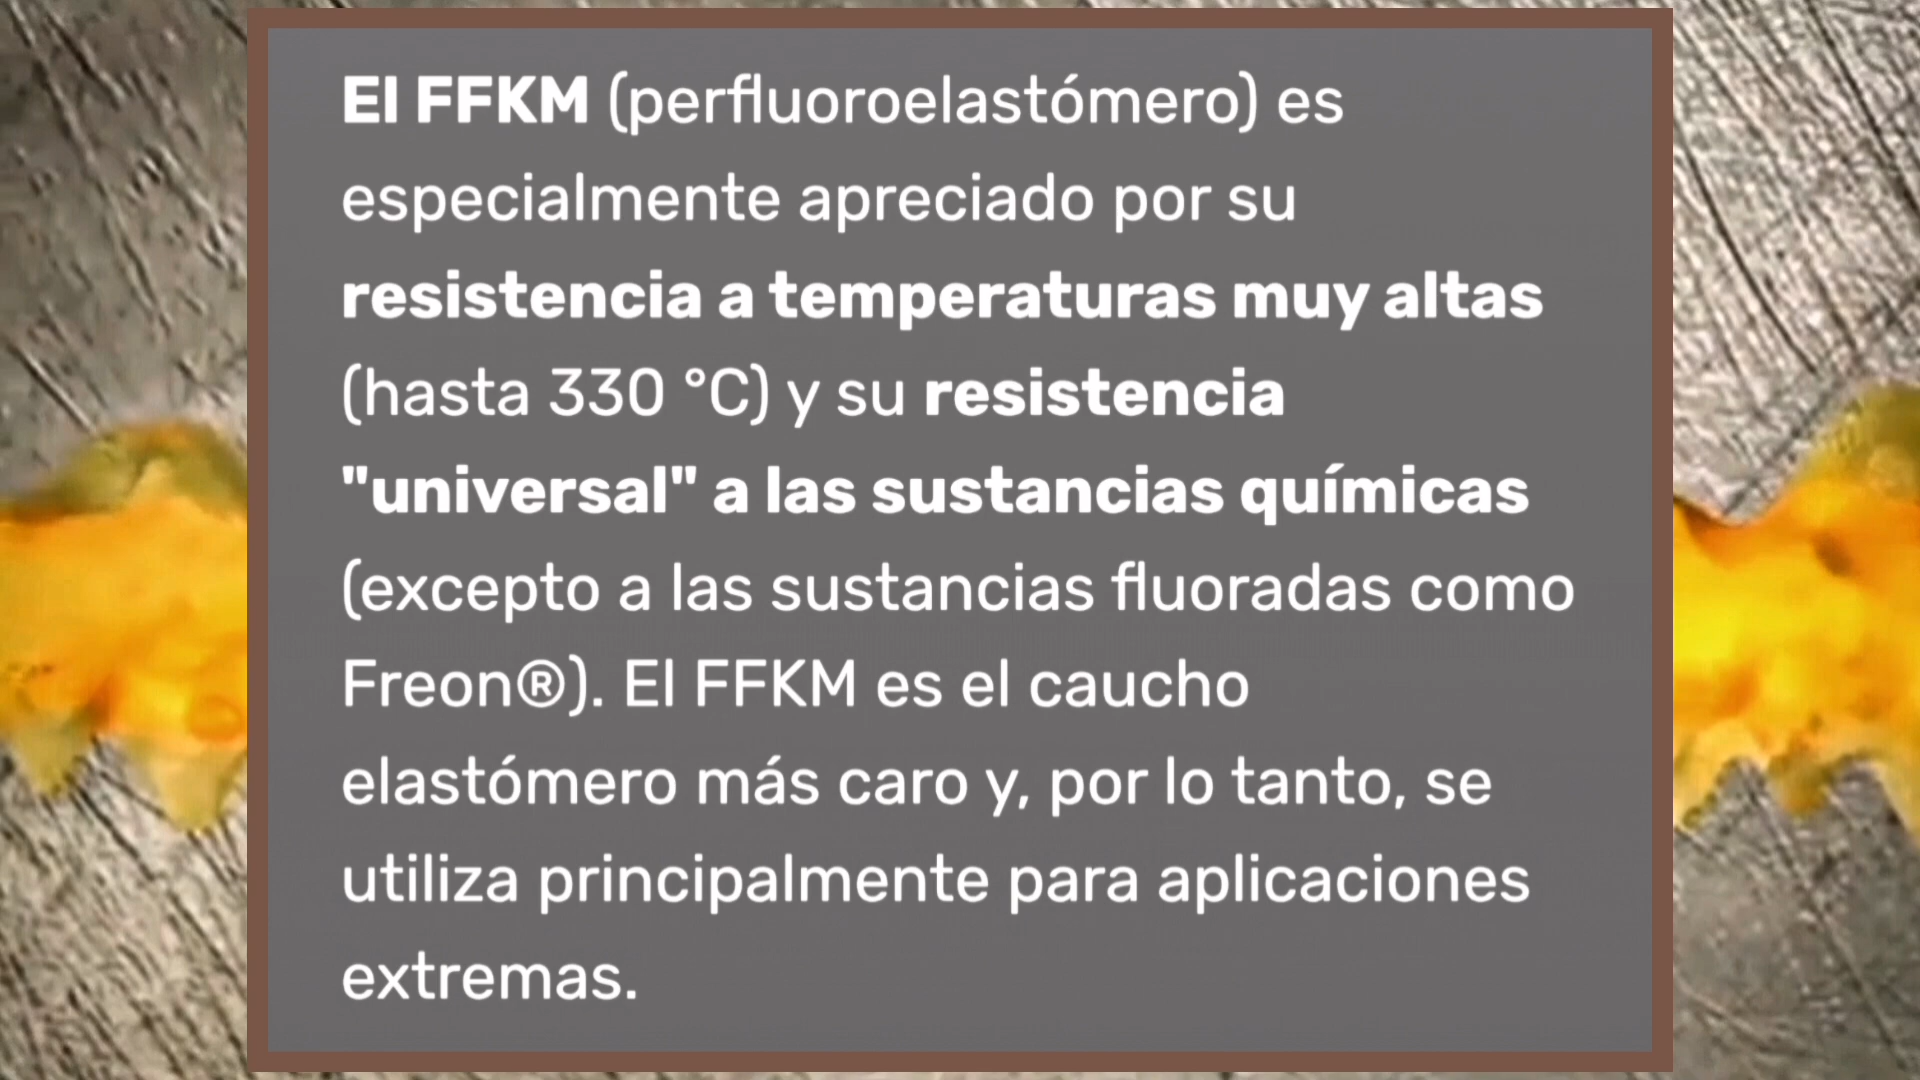 El FFKM (perfluoroelastómero) es
especialmente apreciado por su
resistencia a temperaturas muy altas
(hasta 330 °C) y su resistencia
"universal" a las sustancias químicas
(excepto a las sustancias fluoradas como
Freon®). El FFKM es el caucho
elastómero más caro y, por lo tanto, se
utiliza principalmente para aplicaciones
extremas.